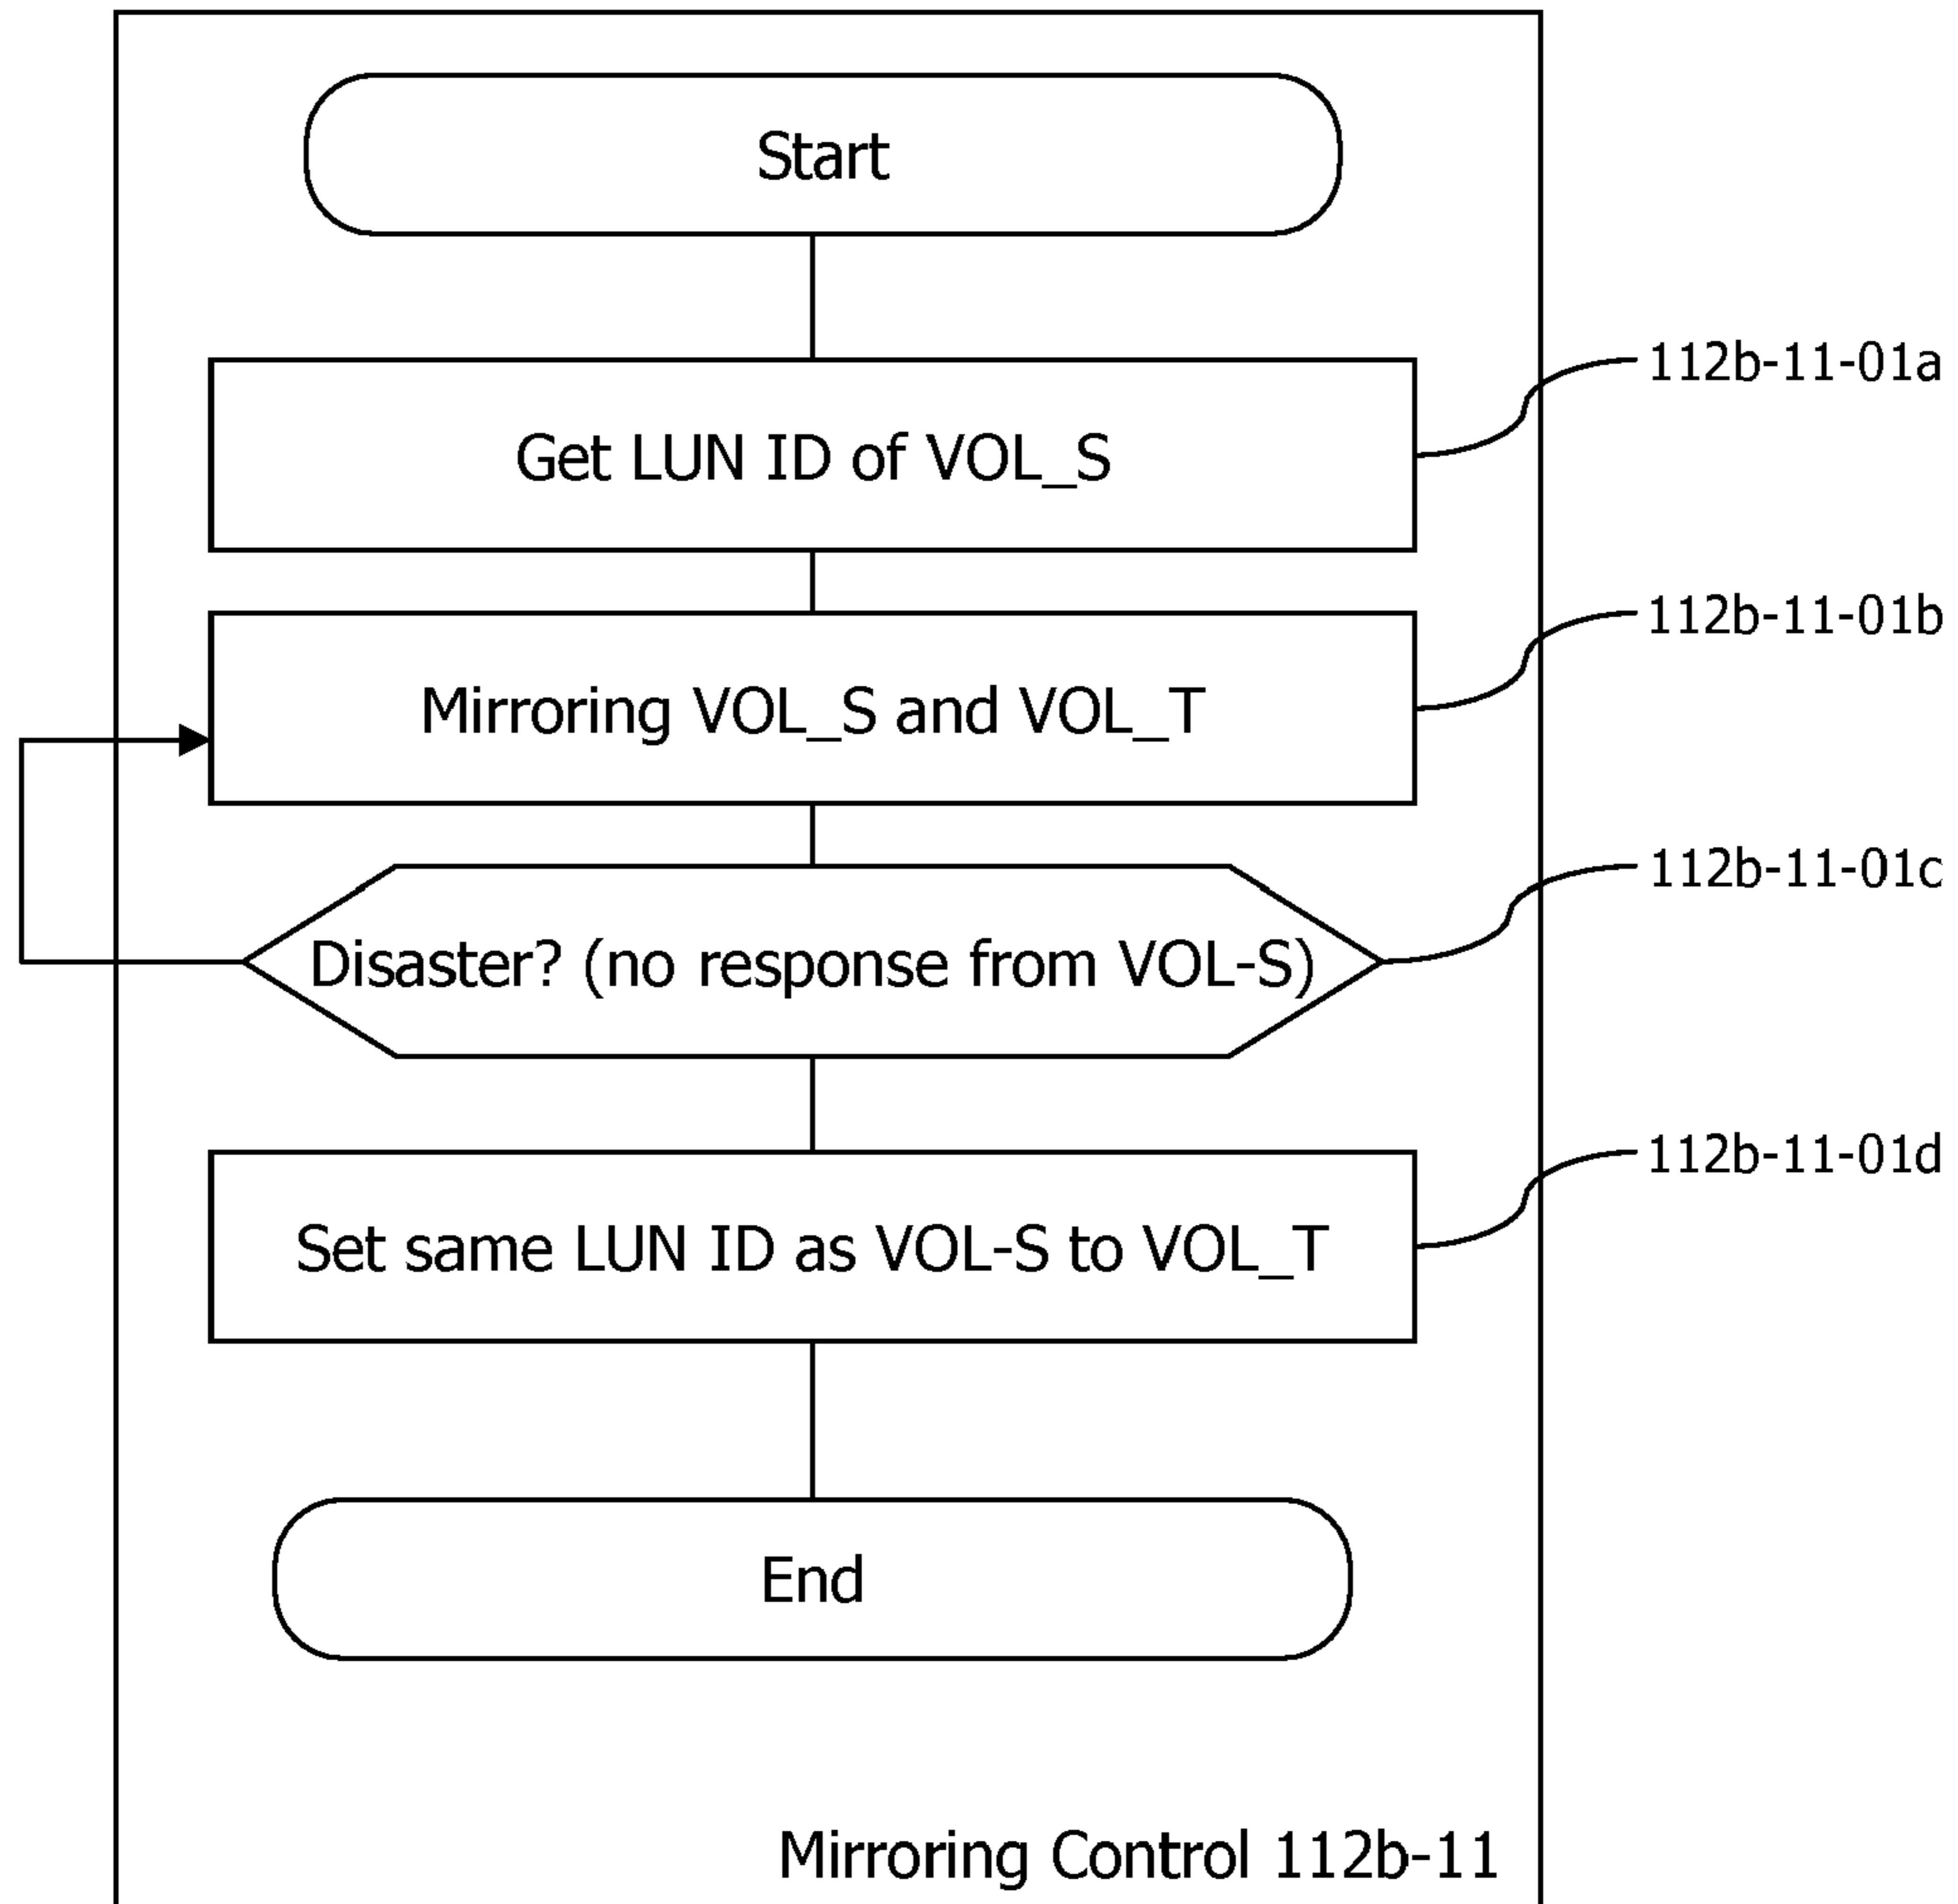 Start
Get LUN ID of VOL_S
112b-11-01a
Mirroring VOL_S and VOL_T
112b-11-01b
Disaster? (no response from VOL-S)
112b-11-01c
Set same LUN ID as VOL-S to VOL_T
112b-11-01d
End
Mirroring Control 112b-11